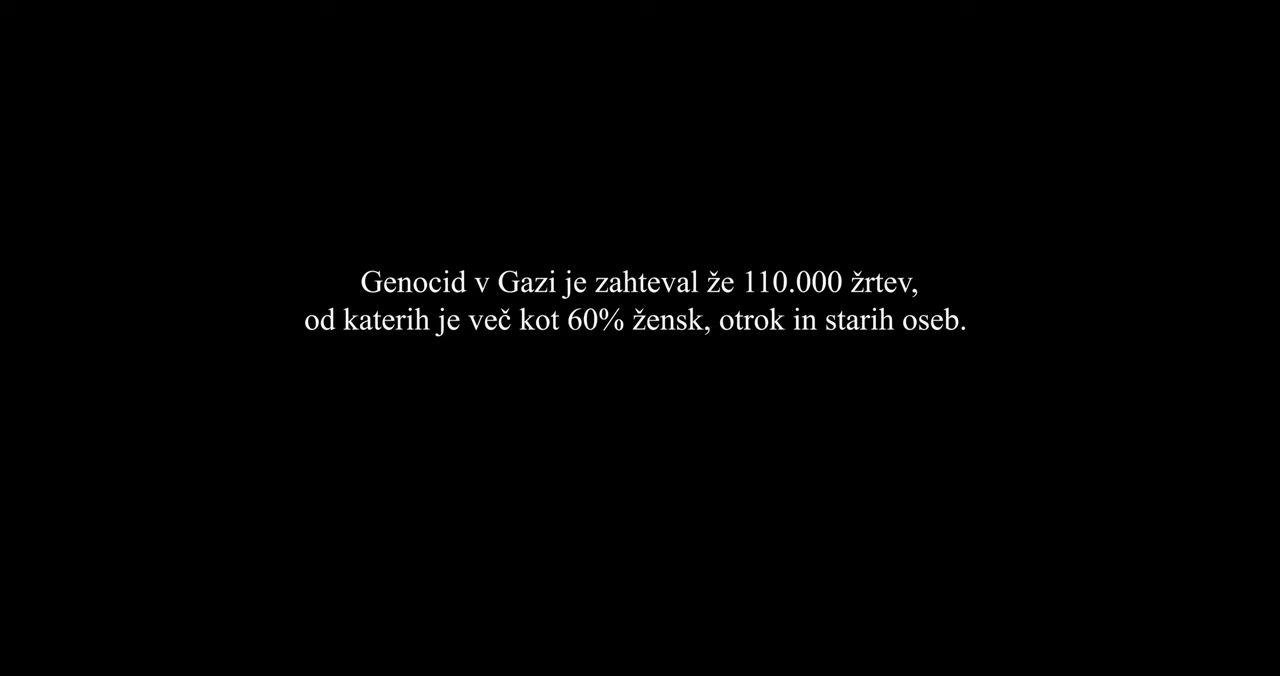 Genocid v Gazi je zahteval že 110.000 žrtev,
od katerih je več kot 60% žensk, otrok in starih oseb.